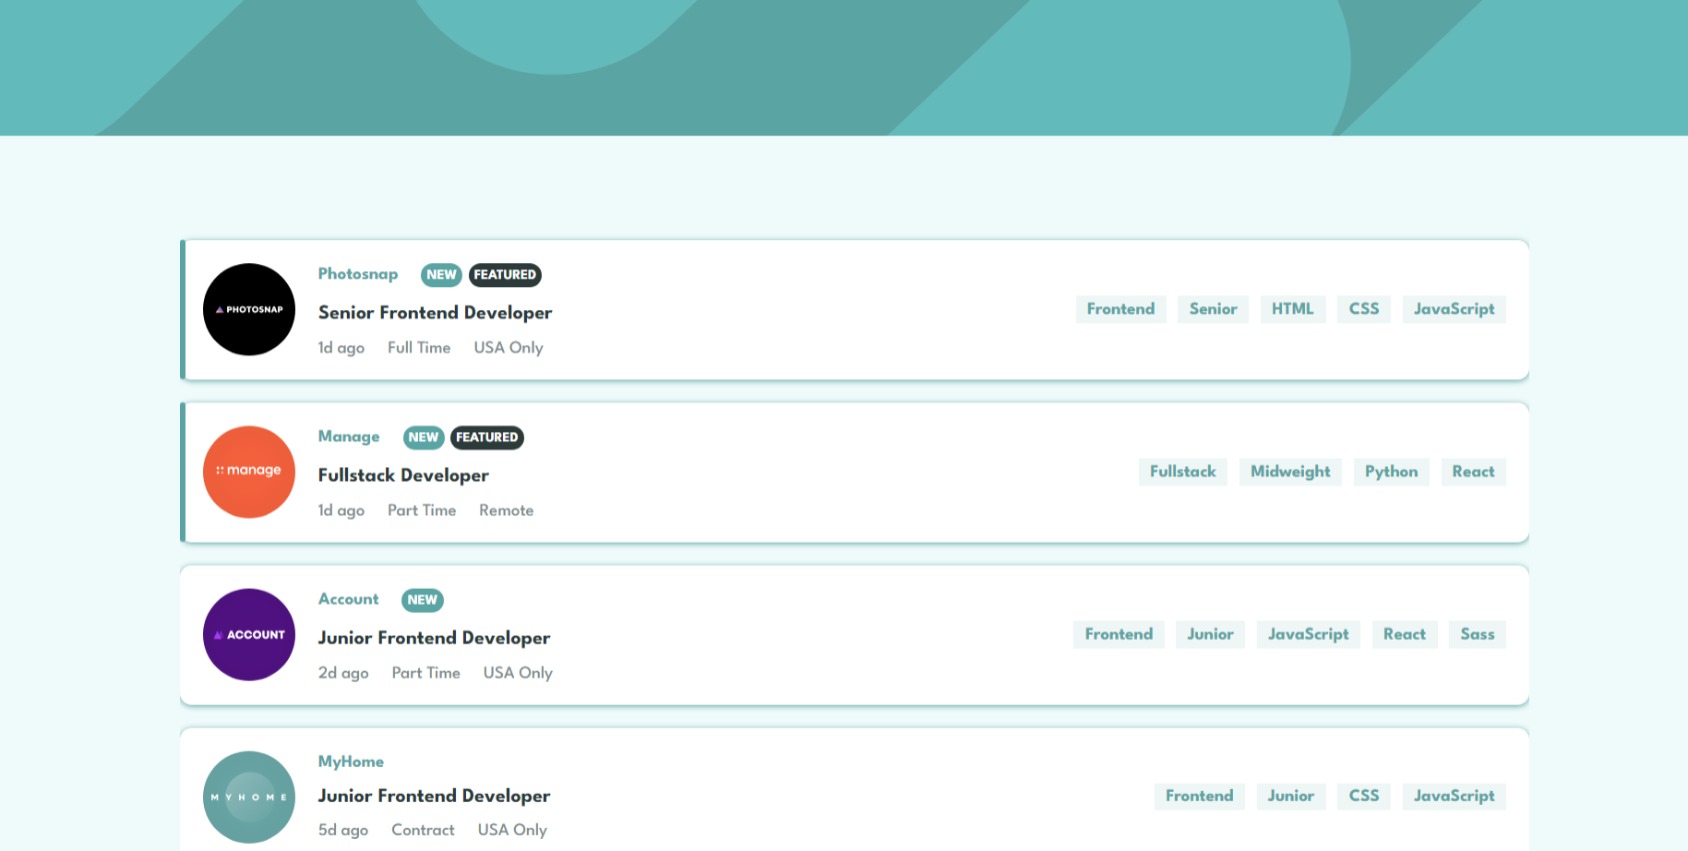 PHOTOSNAP
Photosnap NEW FEATURED
Senior Frontend Developer
1d ago Full Time USA Only
Frontend Senior HTML CSS JavaScript
manage
Manage NEW FEATURED
Fullstack Developer
1d ago Part Time Remote
Fullstack Midweight Python React
ACCOUNT
Account NEW
Junior Frontend Developer
2d ago Part Time USA Only
Frontend Junior JavaScript React Sass
MYHOME
MyHome
Junior Frontend Developer
5d ago Contract USA Only
Frontend Junior CSS JavaScript